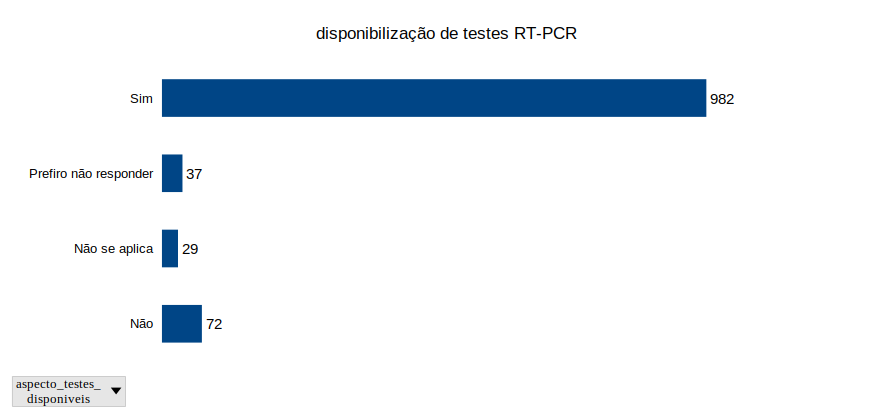 disponibilização de testes RT-PCR
Sim
982
Prefiro não responder
37
Não se aplica
29
Não
72
aspecto_testes_
disponiveis